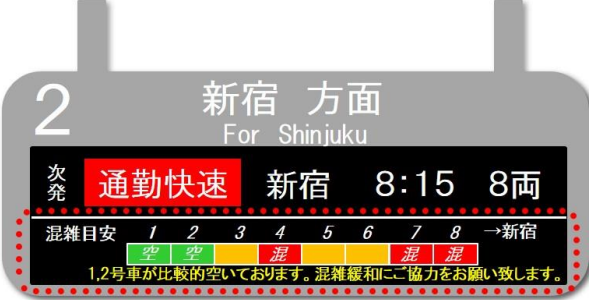 2
新宿 方面
For Shinjuku
次発 通勤快速 新宿 8:15 8両
混雑目安 1 2 3 4 5 6 7 8 →新宿
空 空 混 混 混
1,2号車が比較的空いております。混雑緩和にご協力をお願い致します。